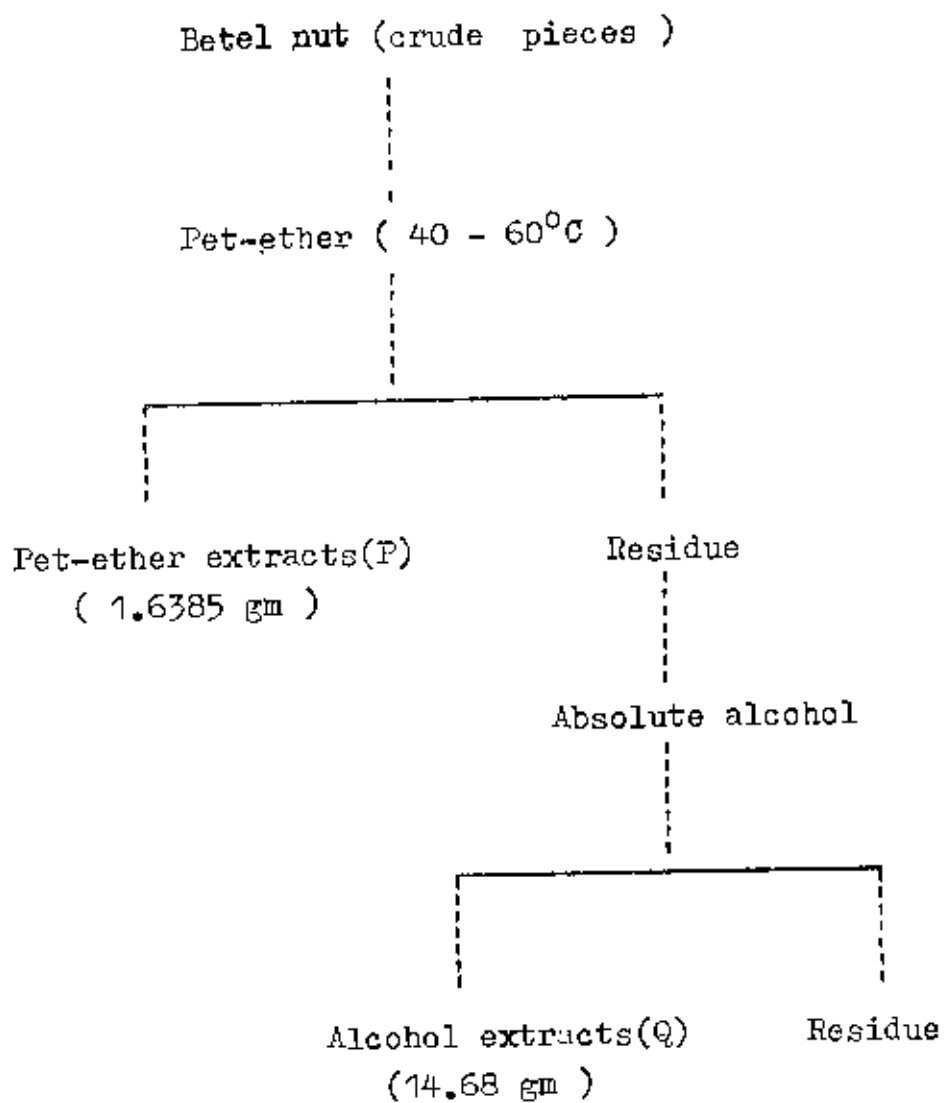 Betel nut (crude pieces )
Pet-ether ( 40 - 60⁰C )
Pet-ether extracts(P)
( 1.6385 gm )
Residue
Absolute alcohol
Alcohol extracts(Q)
(14.68 gm )
Residue